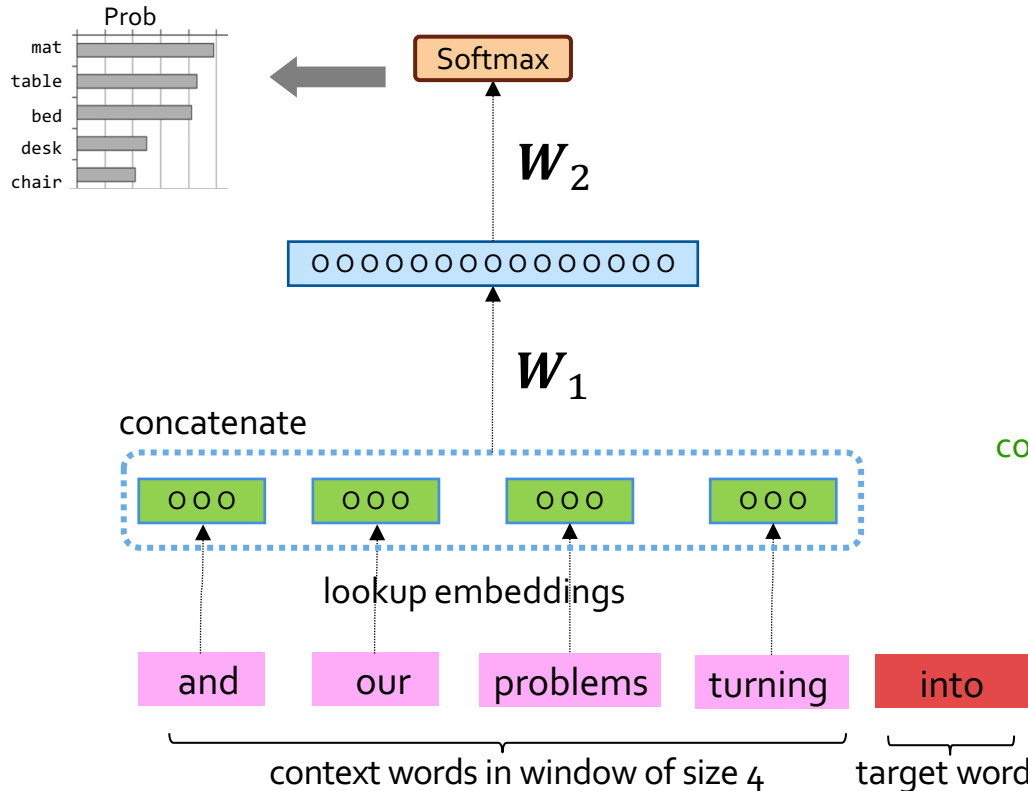 Prob
mat
table
bed
desk
chair
Softmax
W2
O O O O O O O O O O O O O O O O
W1
concatenate
co
O O O
O O O
O O O
O O O
lookup embeddings
and
our
problems
turning
into
context words in window of size 4
target word